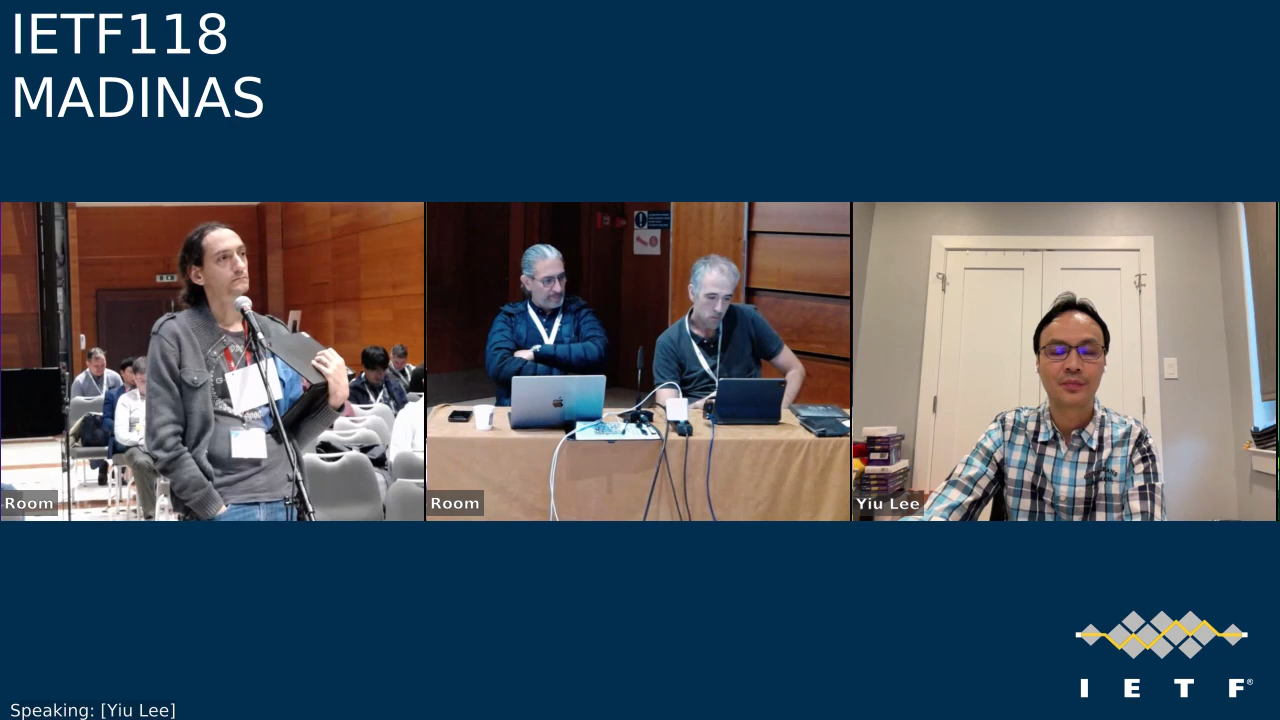 IETF118
MADINAS
Room
Room
Yiu Lee
I E T F®
Speaking: [Yiu Lee]